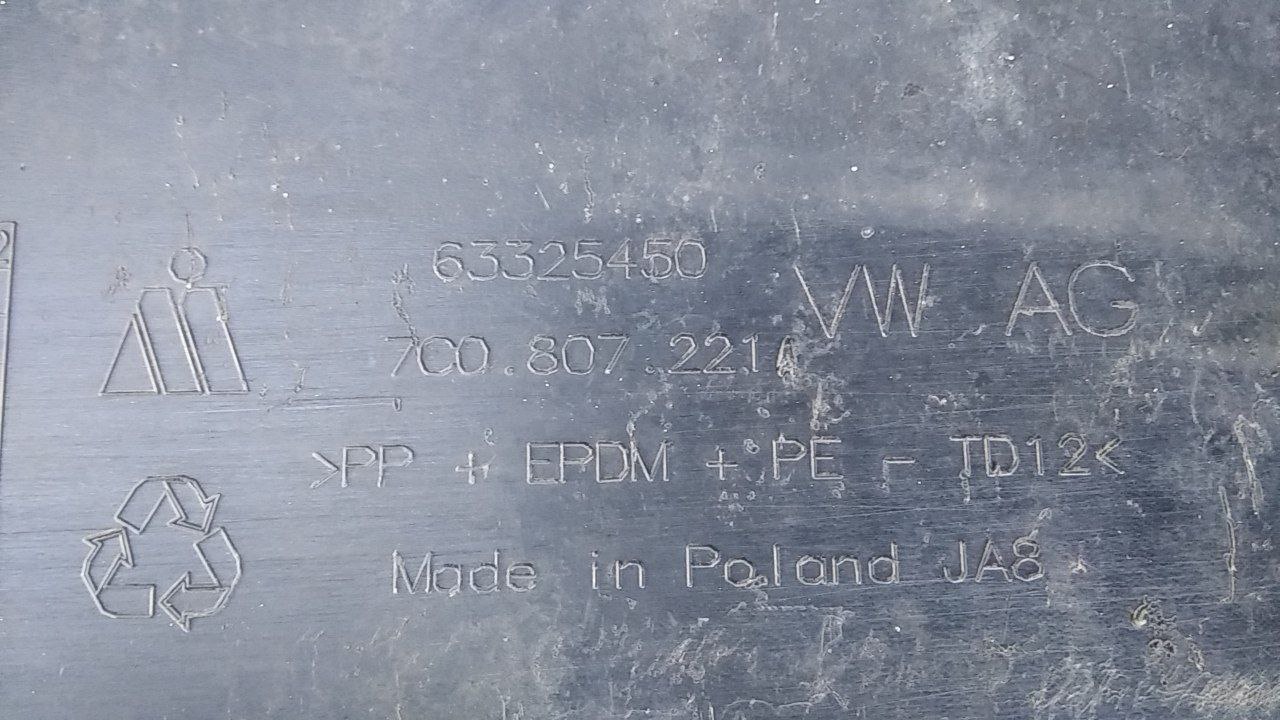 63325450
VW AG
7C0.807.221
>PP + EPDM + PE - TD12<
Made in Poland JA8